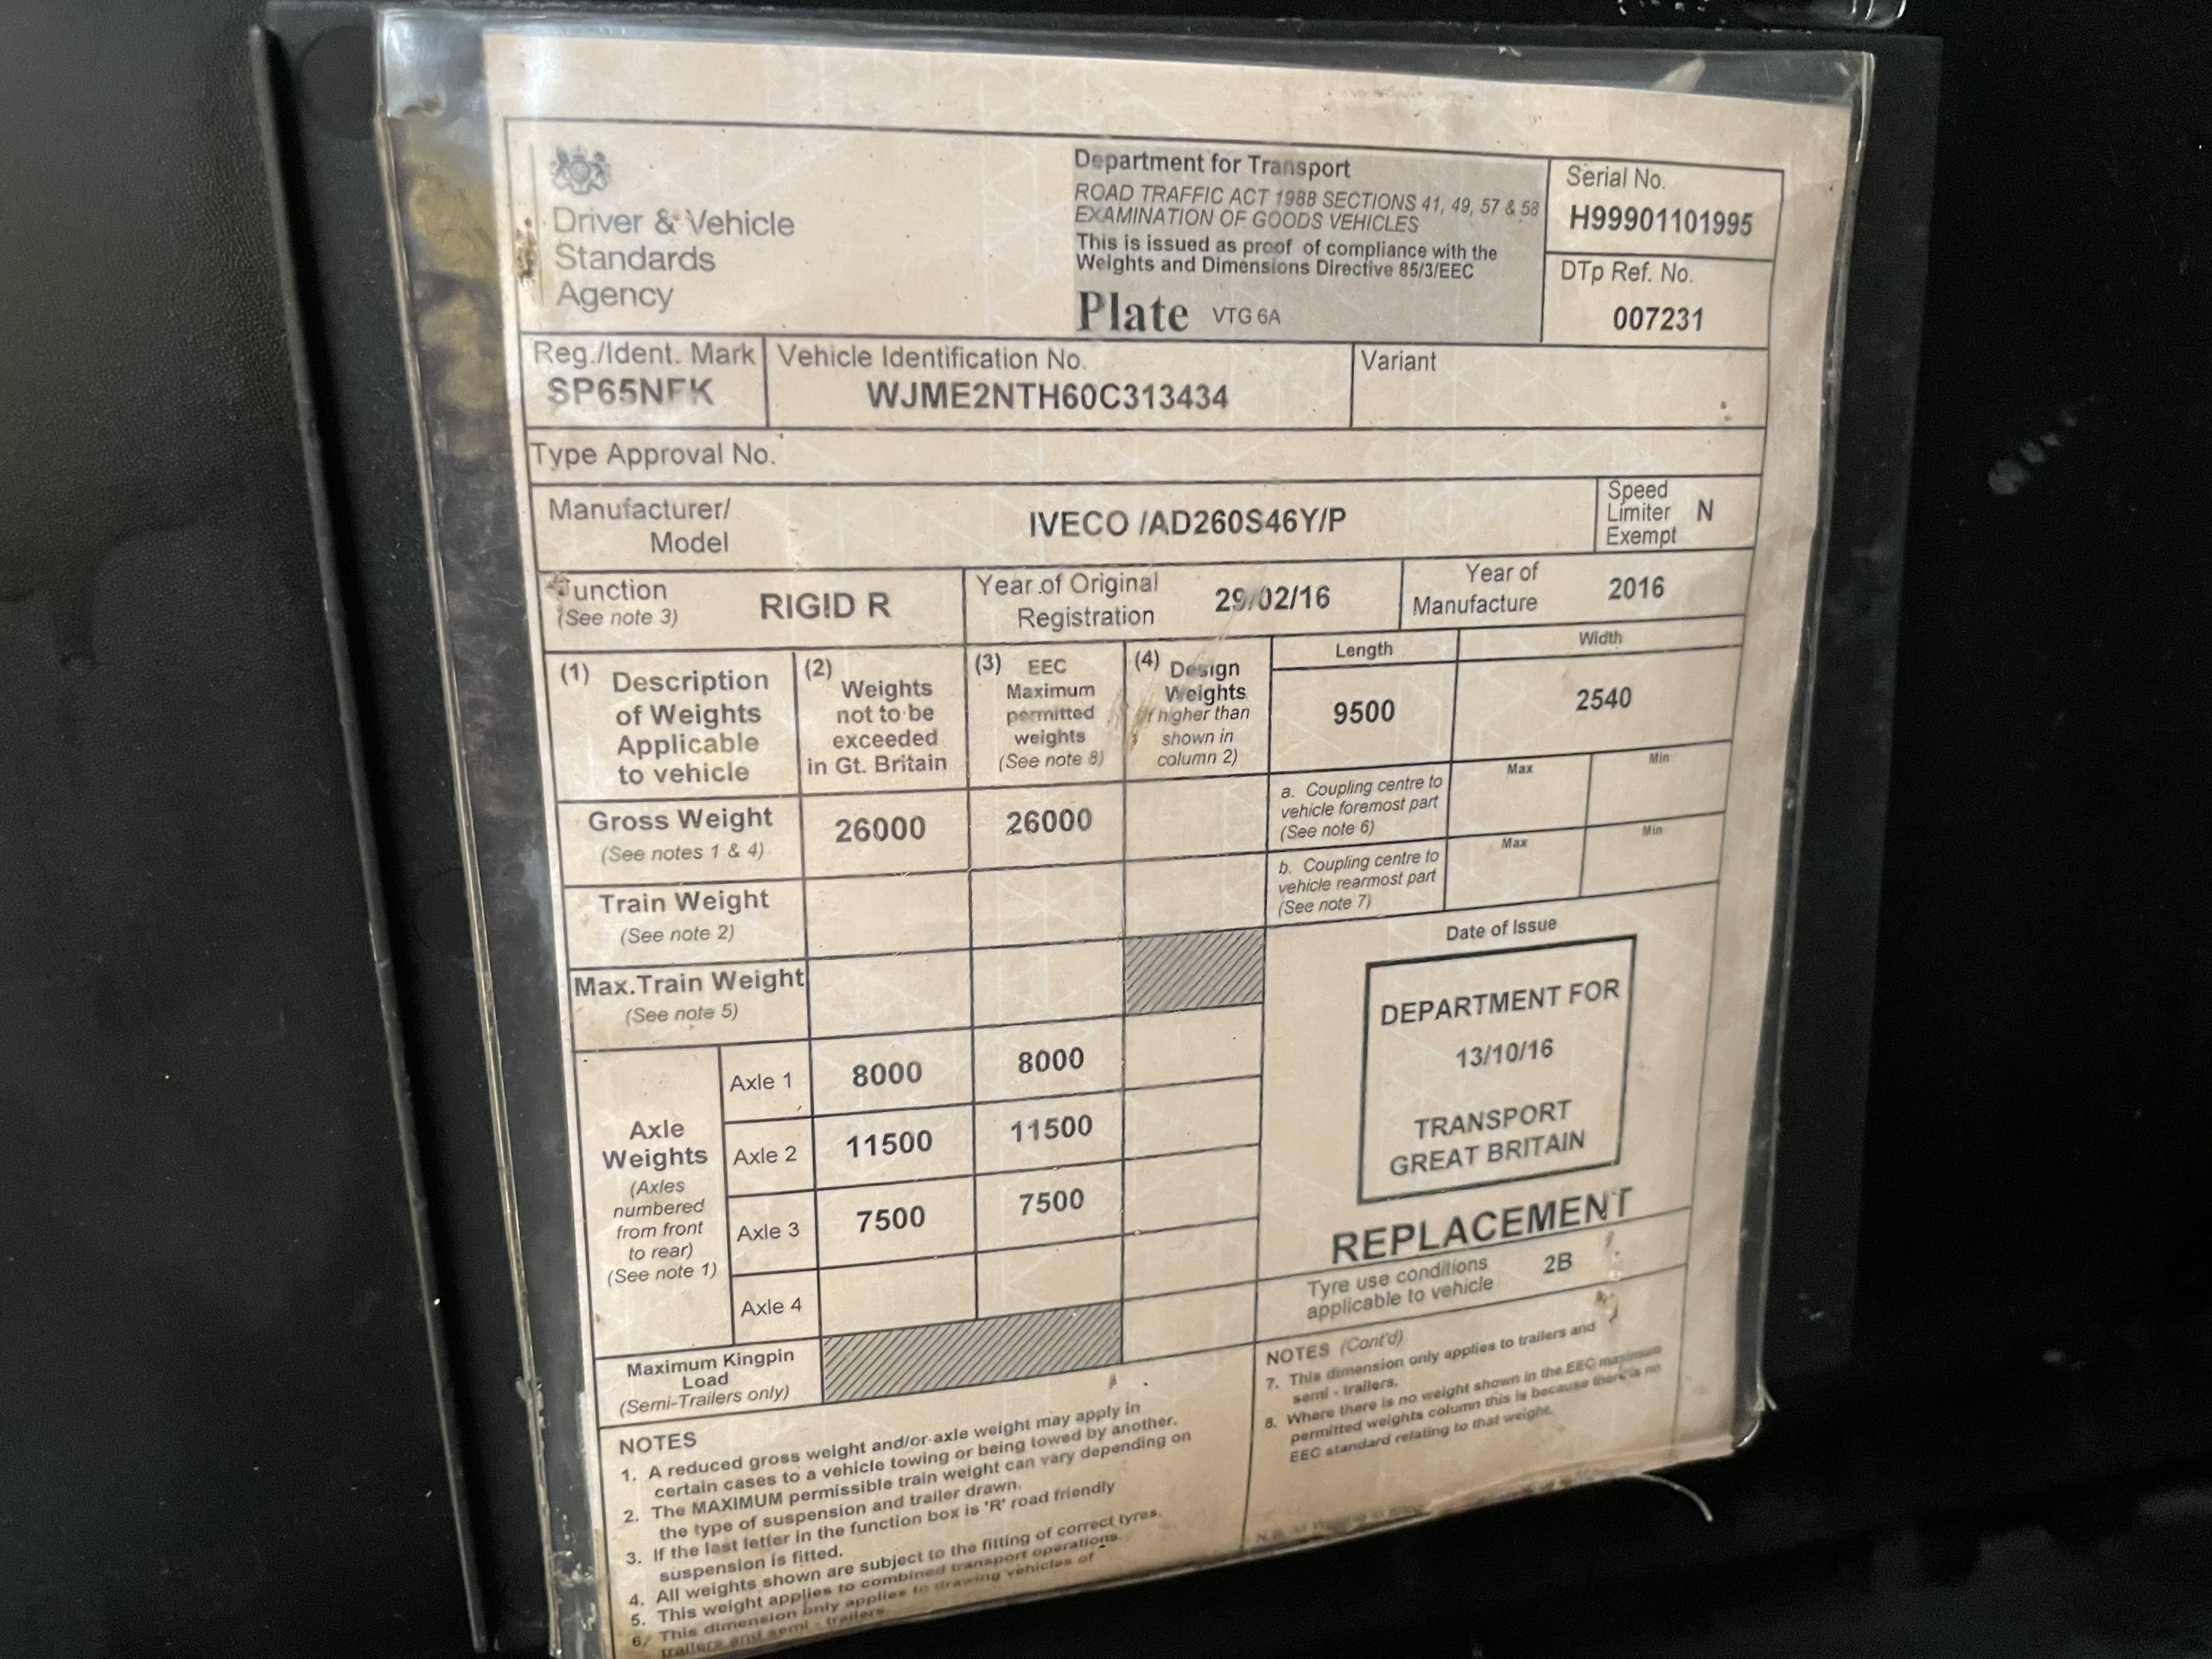 Driver & Vehicle
Standards
Agency
Department for Transport
ROAD TRAFFIC ACT 1988 SECTIONS 41, 49, 57 & 58
EXAMINATION OF GOODS VEHICLES
This is issued as proof of compliance with the
Weights and Dimensions Directive 85/3/EEC
Plate VTG 6A
Serial No.
H99901101995
DTp Ref. No.
007231
Reg./Ident. Mark
SP65NFK
Vehicle Identification No.
WJME2NTH60C313434
Variant
Type Approval No.
Manufacturer/
Model
IVECO /AD260S46Y/P
Speed
Limiter
Exempt
N
Function
(See note 3)
RIGID R
Year of Original
Registration
29/02/16
Year of
Manufacture
2016
(1) Description
of Weights
Applicable
to vehicle
(2) Weights
not to be
exceeded
in Gt. Britain
(3) EEC
Maximum
permitted
weights
(See note 8)
(4) Design
Weights
if higher than
shown in
column 2)
Length
9500
Width
2540
a. Coupling centre to
vehicle foremost part
(See note 6)
Max
Min
b. Coupling centre to
vehicle rearmost part
(See note 7)
Max
Min
Gross Weight
(See notes 1 & 4)
26000
26000
Train Weight
(See note 2)
Max.Train Weight
(See note 5)
Axle
Weights
(Axles
numbered
from front
to rear)
(See note 1)
Axle 1
8000
8000
Axle 2
11500
11500
Axle 3
7500
7500
Axle 4
Maximum Kingpin
Load
(Semi-Trailers only)
Date of Issue
DEPARTMENT FOR
13/10/16
TRANSPORT
GREAT BRITAIN
REPLACEMENT
Tyre use conditions
applicable to vehicle
2B
NOTES
1. A reduced gross weight and/or axle weight may apply in
certain cases to a vehicle towing or being towed by another.
2. The MAXIMUM permissible train weight can vary depending on
the type of suspension and trailer drawn.
3. If the last letter in the function box is 'R' road friendly
suspension is fitted.
4. All weights shown are subject to the fitting of correct tyres.
5. This weight applies to combined transport operations.
6. This dimension only applies to drawing vehicles of
trailers and semi - trailers.
NOTES (Cont'd)
7. This dimension only applies to trailers and
semi - trailers.
8. Where there is no weight shown in the EEC maximum
permitted weights column this is because there is no
EEC standard relating to that weight.